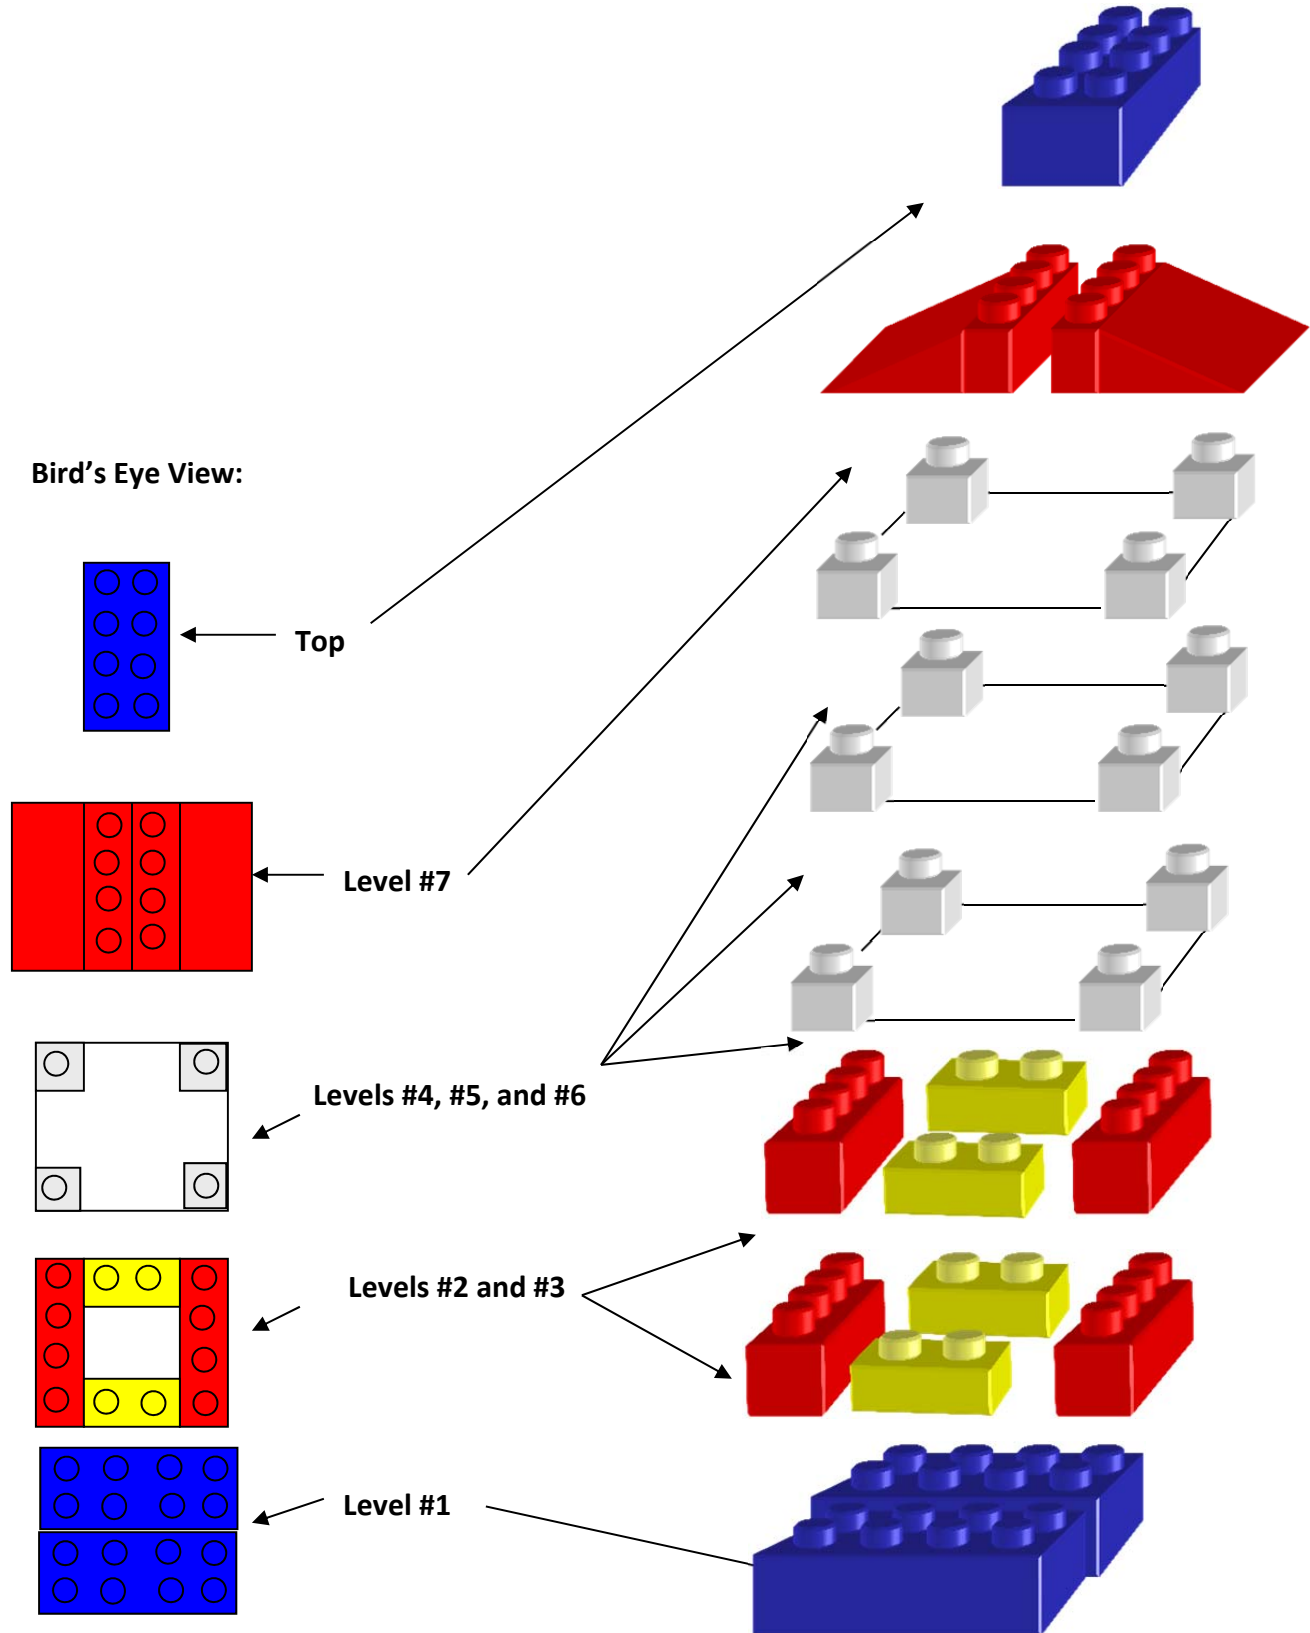 Bird’s Eye View:
Top
Level #7
Levels #4, #5, and #6
Levels #2 and #3
Level #1